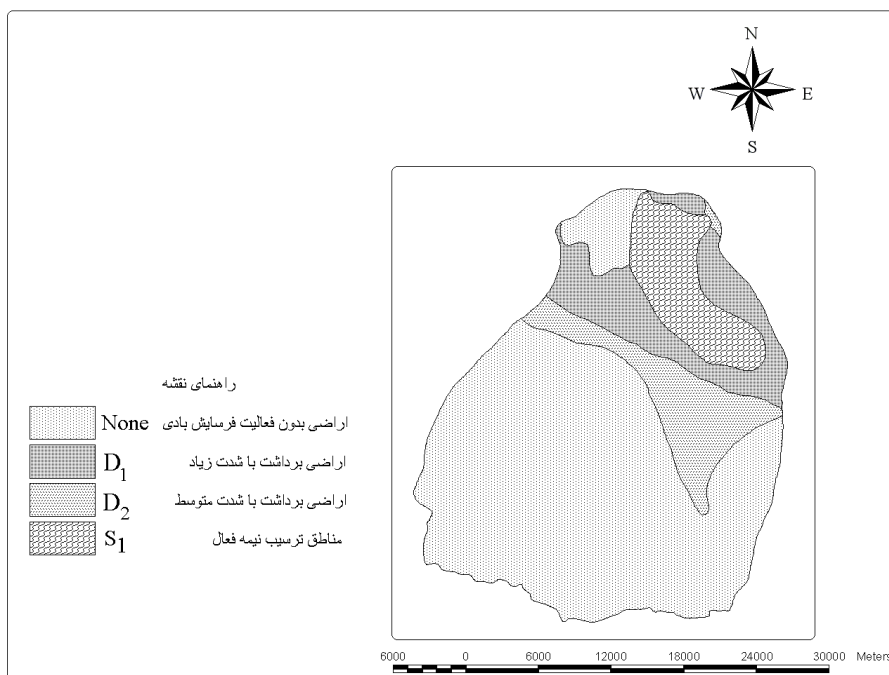 N
W E
S
راهنمای نقشه
None اراضی بدون فعالیت فرسایش بادی
D1 اراضی برداشت با شدت زیاد
D2 اراضی برداشت با شدت متوسط
S1 مناطق ترسیب نیمه فعال
6000 0 6000 12000 18000 24000 30000 Meters